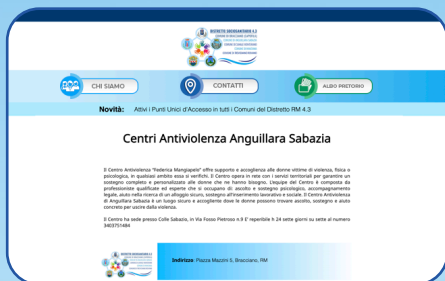 DISTRETTO SOCIOSANITARIO 4.3
CHI SIAMO
CONTATTI
ALBO PRETORIO
Novità: Attivi i Punti Unici d'Accesso in tutti i Comuni del Distretto RM 4.3
Centri Antiviolenza Anguillara Sabazia
Il Centro Antiviolenza "Federica Mangiapelo" offre supporto e accoglienza alle donne vittime di violenza, fisica o
psicologica, in qualsiasi ambito essa si verifichi. Il Centro opera in rete con i servizi territoriali per garantire un
sostegno completo e personalizzato alle donne che ne hanno bisogno. L'équipe del Centro è composta da
professioniste qualificate ed esperte che si occupano di: ascolto e sostegno psicologico, accompagnamento
legale, aiuto nella ricerca di un alloggio sicuro, sostegno all'inserimento lavorativo e sociale. Il Centro Antiviolenza
di Anguillara Sabazia è un luogo sicuro e accogliente dove le donne possono trovare ascolto, sostegno e aiuto
concreto per uscire dalla violenza.
Il Centro ha sede presso Colle Sabazio, in Via Fosso Pietroso n.9 E' reperibile h 24 sette giorni su sette al numero
3403751484
Indirizzo: Piazza Mazzini 5, Bracciano, RM